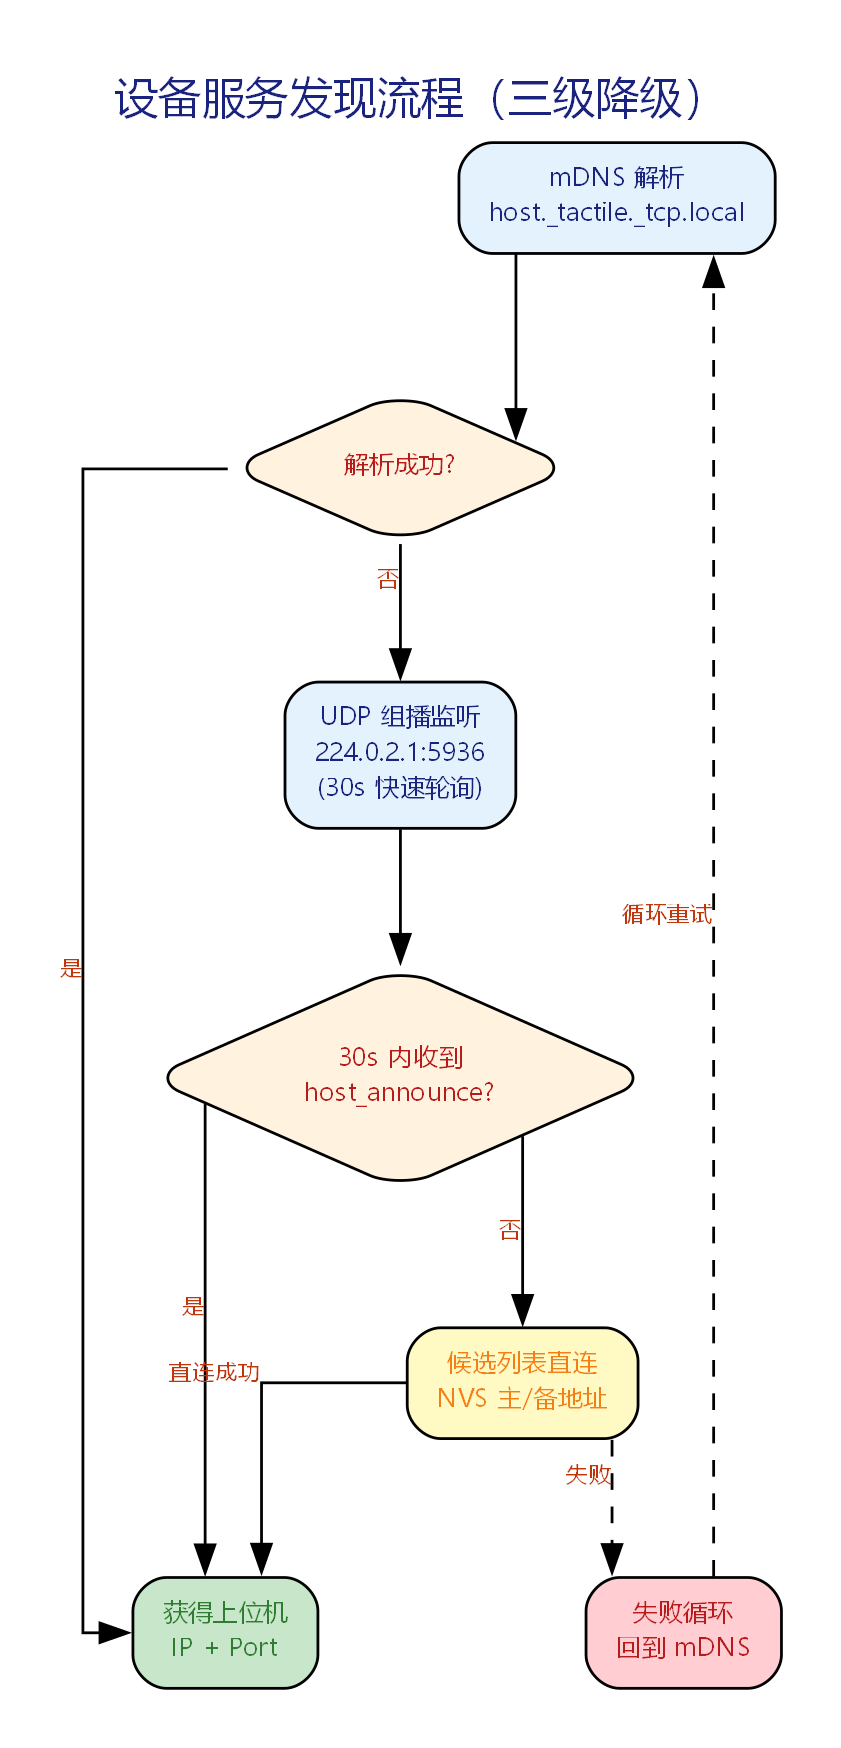 设备服务发现流程（三级降级）
mDNS 解析
host._tactile._tcp.local
解析成功?
否
UDP 组播监听
224.0.2.1:5936
(30s 快速轮询)
循环重试
是
30s 内收到
host_announce?
否
是
候选列表直连
NVS 主/备地址
直连成功
失败
获得上位机
IP + Port
失败循环
回到 mDNS